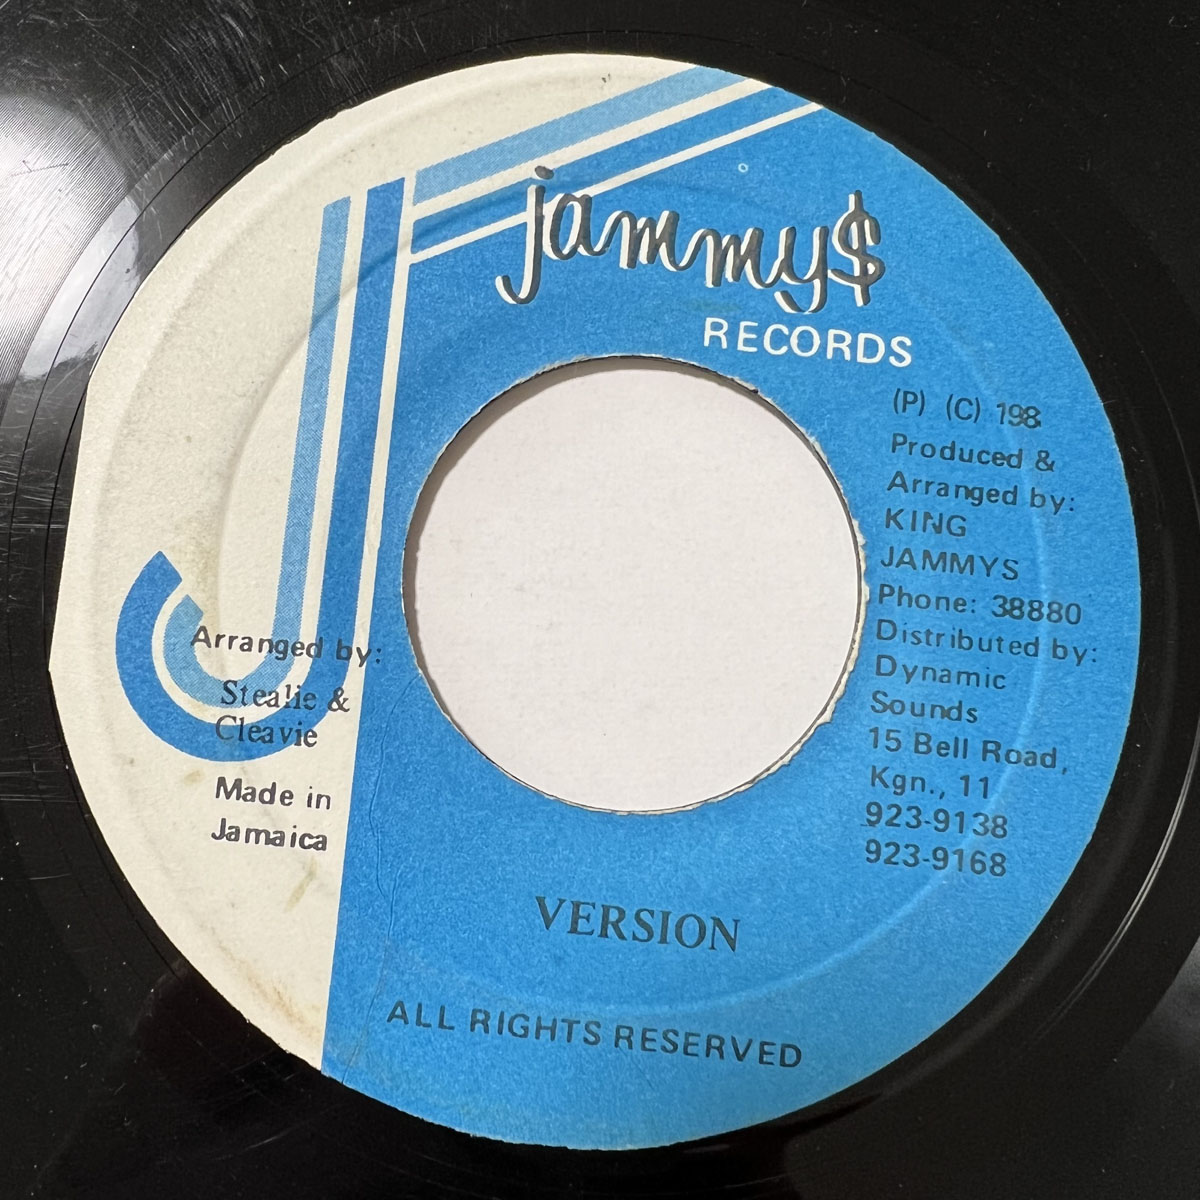 jammy$
RECORDS
(P) (C) 198
Produced &
Arranged by:
KING
JAMMYS
Phone: 38880
Distributed by:
Dynamic
Sounds
15 Bell Road,
Kgn., 11
923-9138
923-9168
Arranged by:
Stealie &
Cleavie
Made in
Jamaica
VERSION
ALL RIGHTS RESERVED